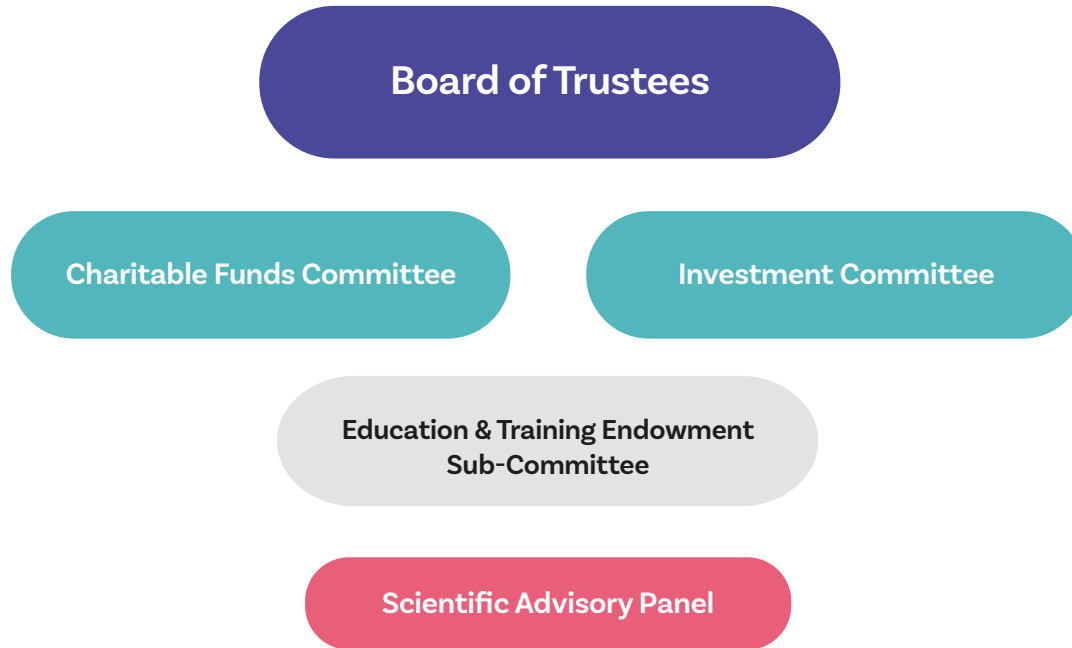 Board of Trustees
Charitable Funds Committee
Investment Committee
Education & Training Endowment
Sub-Committee
Scientific Advisory Panel